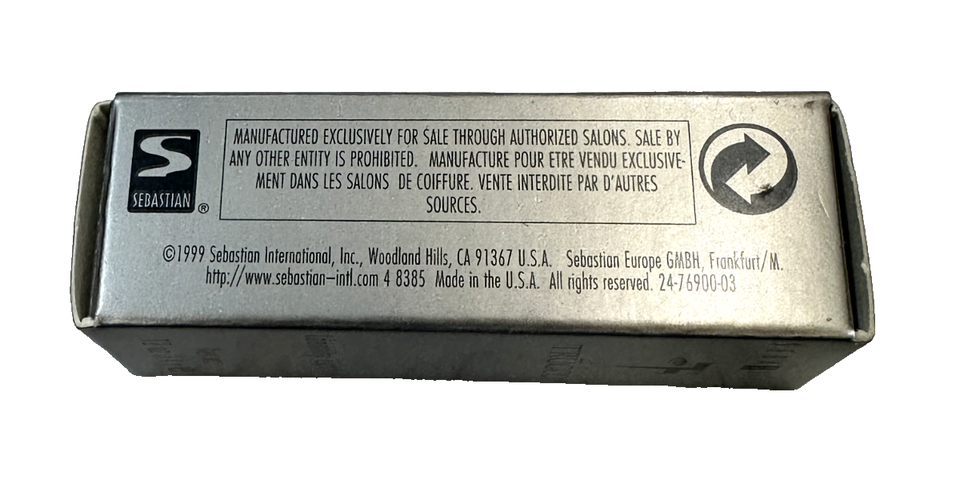 S
SEBASTIAN ®
MANUFACTURED EXCLUSIVELY FOR SALE THROUGH AUTHORIZED SALONS. SALE BY
ANY OTHER ENTITY IS PROHIBITED. MANUFACTURE POUR ETRE VENDU EXCLUSIVE-
MENT DANS LES SALONS DE COIFFURE. VENTE INTERDITE PAR D'AUTRES
SOURCES.
©1999 Sebastian International, Inc., Woodland Hills, CA 91367 U.S.A. Sebastian Europe GMBH, Frankfurt/M.
http://www.sebastian-intl.com 4 8385 Made in the U.S.A. All rights reserved. 24-76900-03